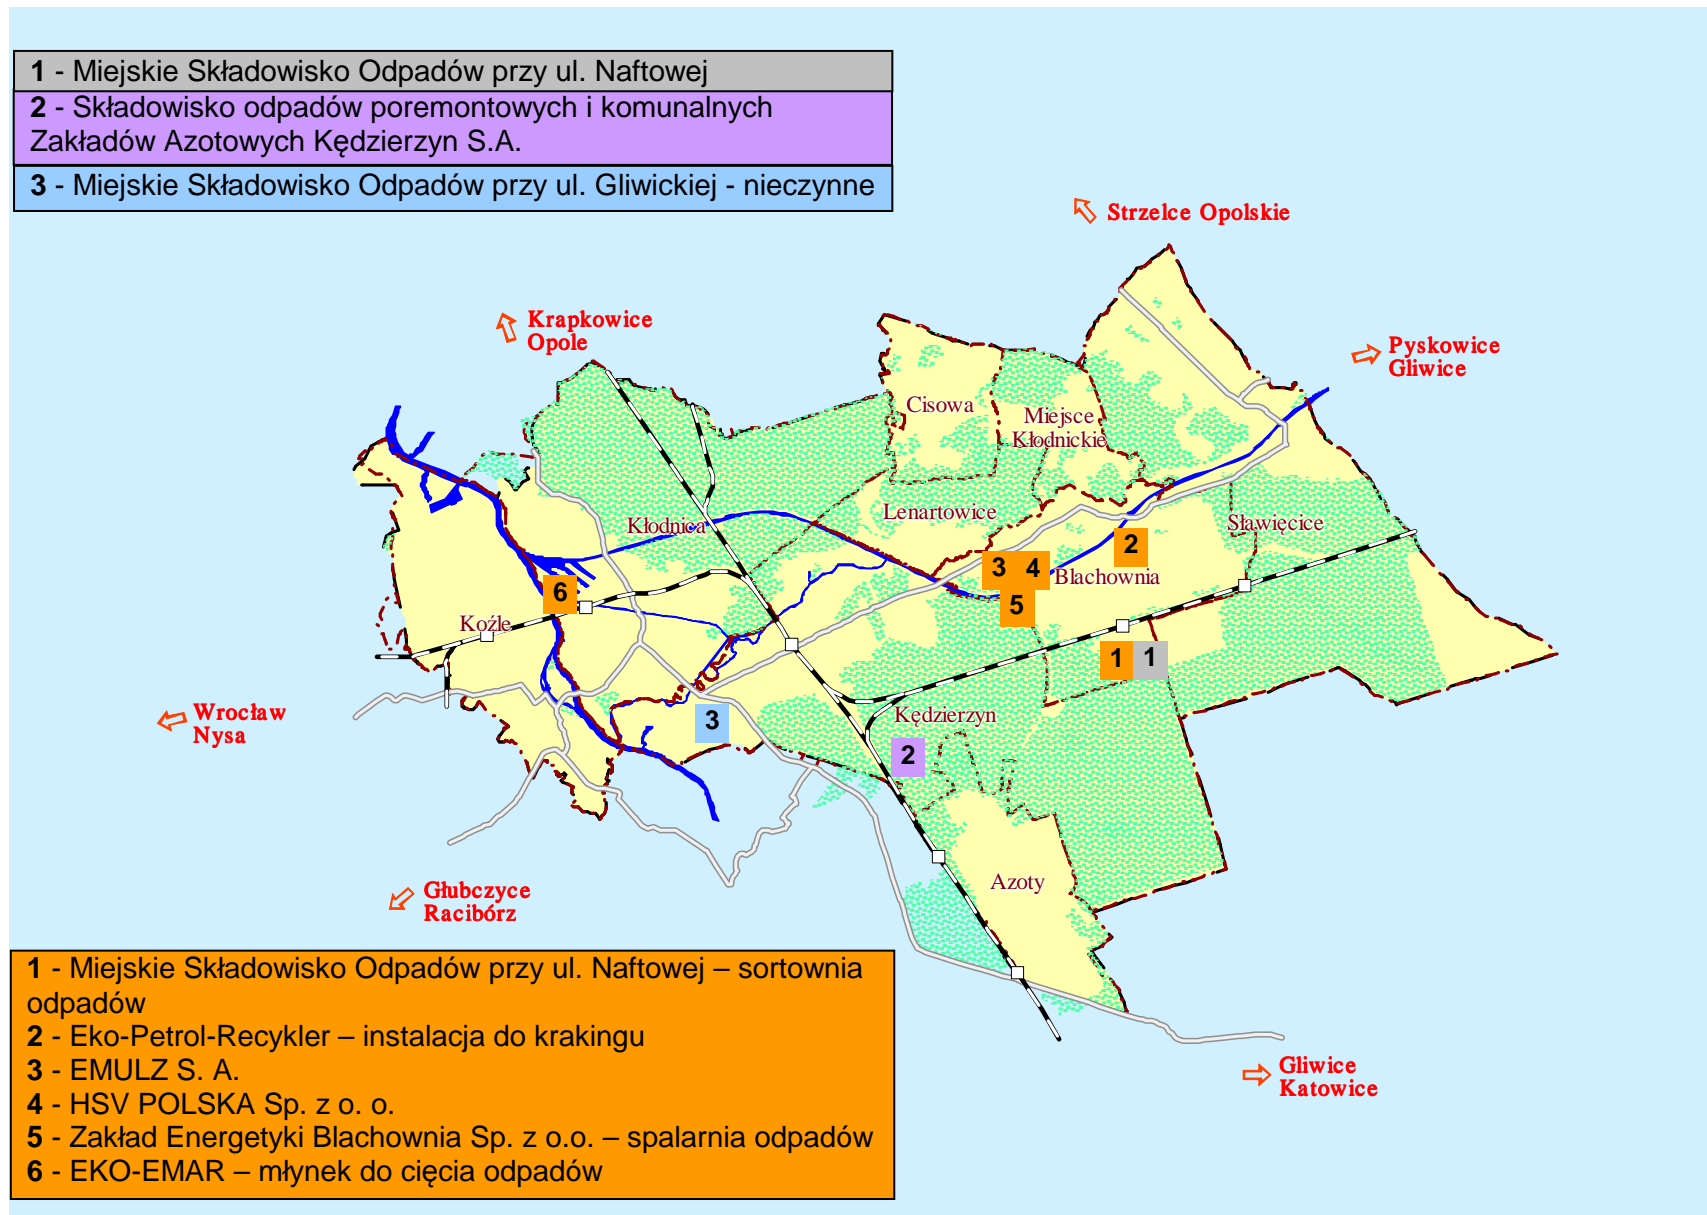 1 - Miejskie Składowisko Odpadów przy ul. Naftowej
2 - Składowisko odpadów poremontowych i komunalnych
Zakładów Azotowych Kędzierzyn S.A.
3 - Miejskie Składowisko Odpadów przy ul. Gliwickiej - nieczynne
Strzelce Opolskie
Krapkowice
Opole
Pyskowice
Gliwice
Cisowa
Miejsce
Kłodnickie
Lenartowice
Kłodnica
Sławięcice
2
3 4
Blachownia
5
6
Koźle
1 1
Kędzierzyn
3
2
Wrocław
Nysa
Azoty
Głubczyce
Racibórz
Gliwice
Katowice
1 - Miejskie Składowisko Odpadów przy ul. Naftowej – sortownia
odpadów
2 - Eko-Petrol-Recykler – instalacja do krakingu
3 - EMULZ S. A.
4 - HSV POLSKA Sp. z o. o.
5 - Zakład Energetyki Blachownia Sp. z o.o. – spalarnia odpadów
6 - EKO-EMAR – młynek do cięcia odpadów